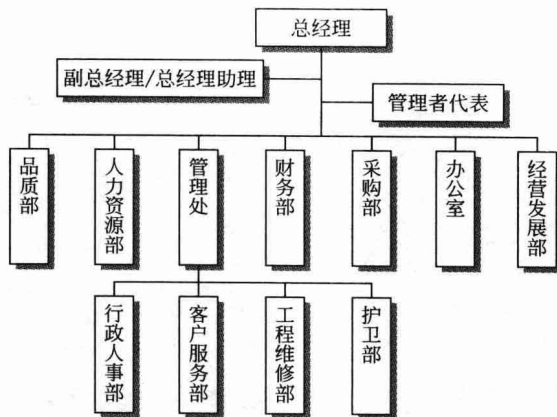 总经理
副总经理/总经理助理
管理者代表
品质部
人力资源部
管理处
财务部
采购部
办公室
经营发展部
行政人事部
客户服务部
工程维修部
护卫部